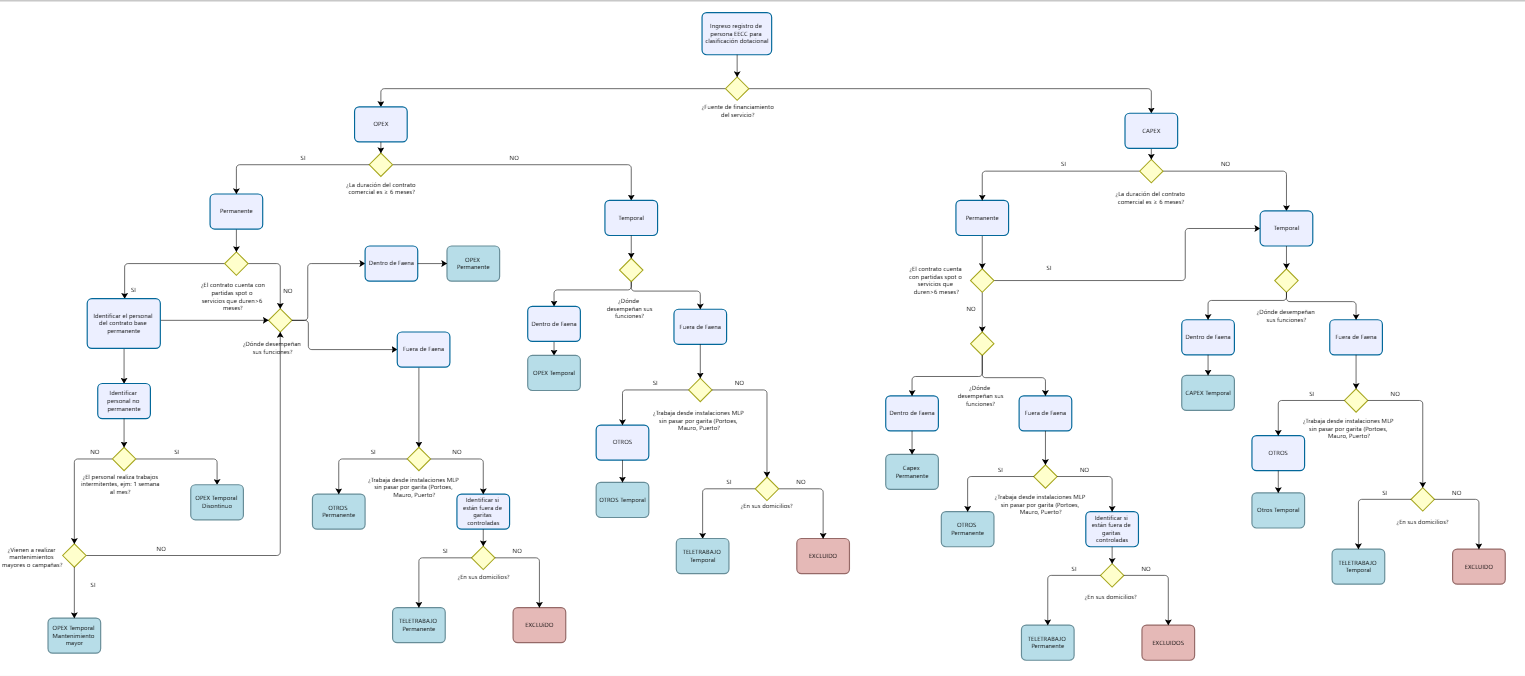 Ingreso registro de
persona EECC para
clasificación dotacional
¿Fuente de financiamiento
del servicio?
OPEX
CAPEX
SI
NO
¿La duración del contrato
comercial es ≥ 6 meses?
SI
NO
¿La duración del contrato
comercial es ≥ 6 meses?
Permanente
Temporal
Permanente
Temporal
SI
NO
¿El contrato cuenta con
partidas spot o
servicios que duren>6
meses?
Dentro de Faena
OPEX
Permanente
¿El contrato cuenta
con partidas spot o
servicios que
duren>6 meses?
SI
NO
Identificar el personal
del contrato base
permanente
¿Dónde desempeñan
sus funciones?
Fuera de Faena
Dentro de Faena
¿Dónde
desempeñan sus
funciones?
Fuera de Faena
OPEX Temporal
Dentro de Faena
¿Dónde desempeñan
sus funciones?
Fuera de Faena
CAPEX Temporal
Identificar
personal no
permanente
NO
SI
¿El personal realiza trabajos
intermitentes, ejm: 1 semana
al mes?
OPEX Temporal
Discontinuo
¿Vienen a realizar
mantenimientos
mayores o campañas?
NO
SI
OPEX Temporal
Mantenimiento
mayor
SI
NO
¿Trabaja desde instalaciones MLP
sin pasar por garita (Portoes,
Mauro, Puerto?
OTROS
Permanente
Identificar si
están fuera de
garitas
controladas
SI
NO
¿En sus domicilios?
TELETRABAJO
Permanente
EXCLUIDO
SI
NO
¿Trabaja desde instalaciones MLP
sin pasar por garita (Portoes,
Mauro, Puerto?
OTROS
OTROS Temporal
SI
NO
¿En sus domicilios?
TELETRABAJO
Temporal
EXCLUIDO
Dentro de Faena
¿Dónde
desempeñan sus
funciones?
Fuera de Faena
Capex
Permanente
SI
NO
¿Trabaja desde instalaciones MLP
sin pasar por garita (Portoes,
Mauro, Puerto?
OTROS
Permanente
Identificar si
están fuera de
garitas
controladas
SI
NO
¿En sus domicilios?
TELETRABAJO
Permanente
EXCLUIDOS
SI
NO
¿Trabaja desde instalaciones MLP
sin pasar por garita (Portoes,
Mauro, Puerto?
OTROS
Otros Temporal
SI
NO
¿En sus domicilios?
TELETRABAJO
Temporal
EXCLUIDO